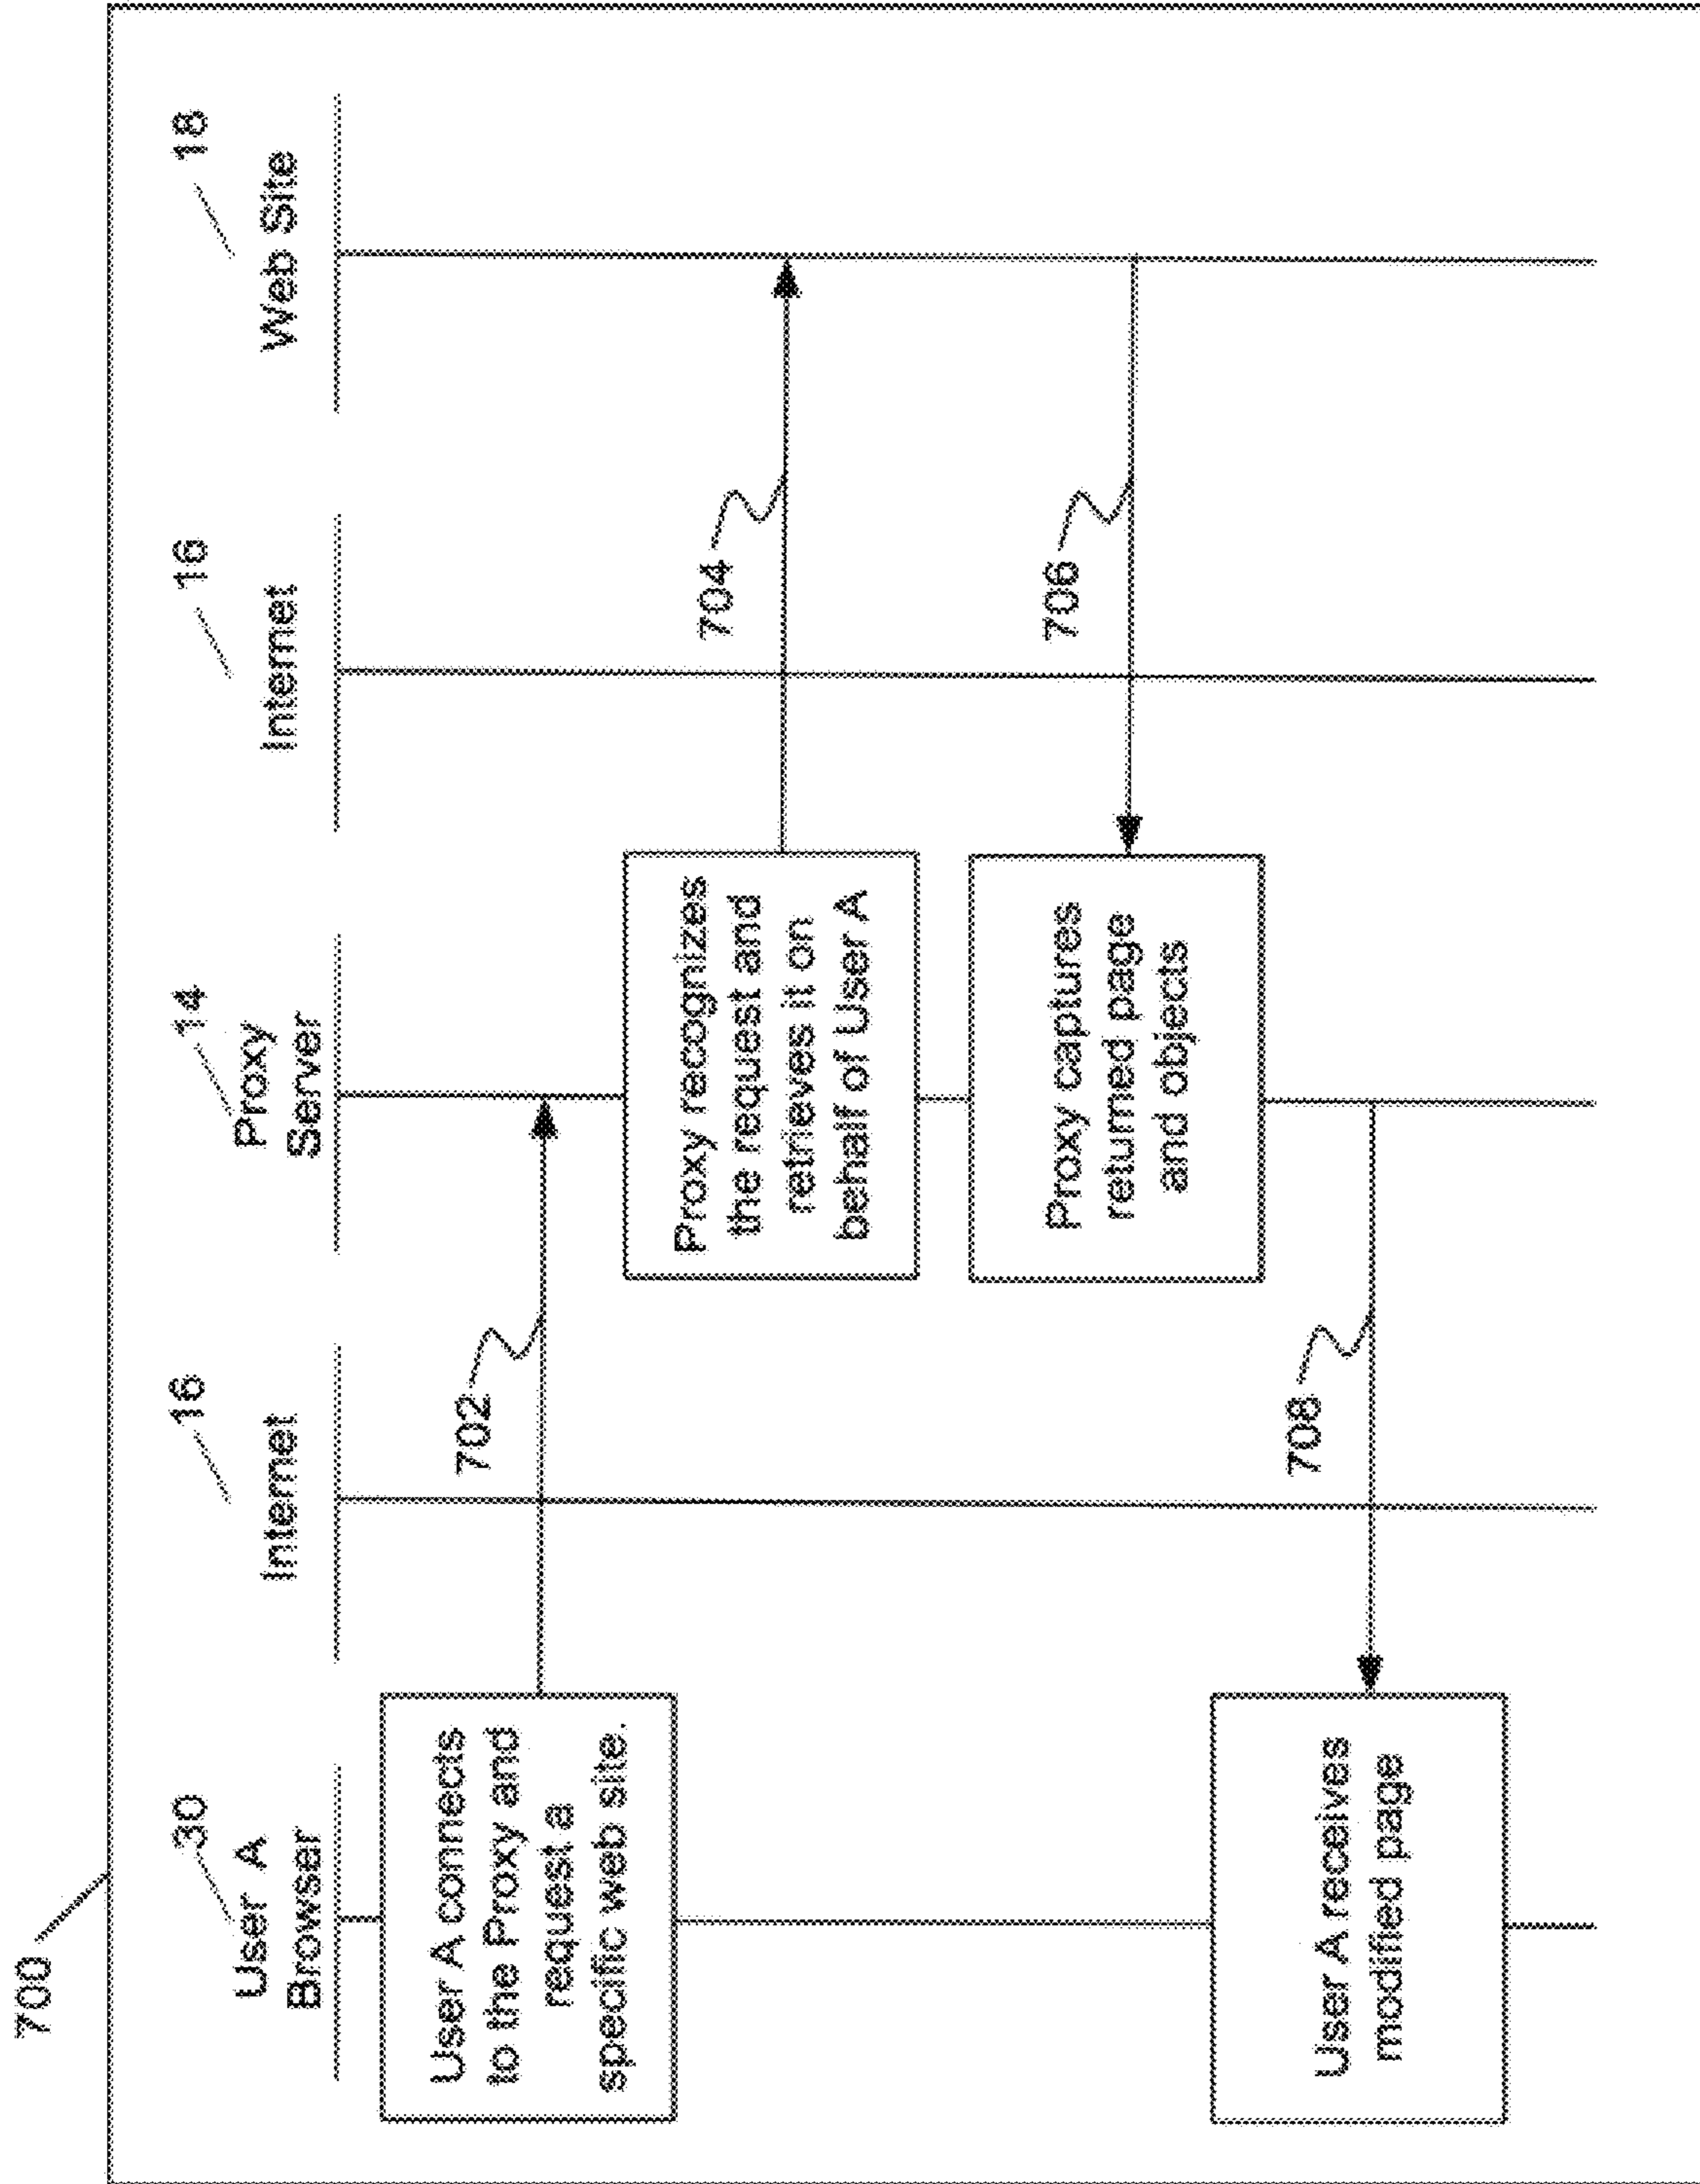 700
30
User A
Browser
16
Internet
14
Proxy
Server
16
Internet
18
Web Site
User A connects
to the Proxy and
request a
specific web site.
702
Proxy recognizes
the request and
retrieves it on
behalf of User A
704
Proxy captures
returned page
and objects
706
User A receives
modified page
708